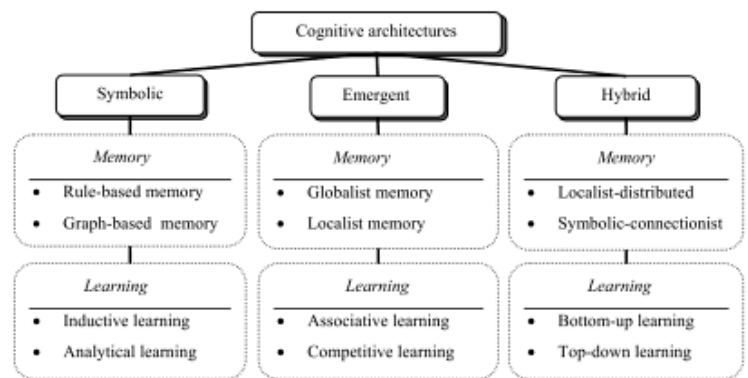 Cognitive architectures
Symbolic
Emergent
Hybrid
Memory
• Rule-based memory
• Graph-based memory
Memory
• Globalist memory
• Localist memory
Memory
• Localist-distributed
• Symbolic-connectionist
Learning
• Inductive learning
• Analytical learning
Learning
• Associative learning
• Competitive learning
Learning
• Bottom-up learning
• Top-down learning